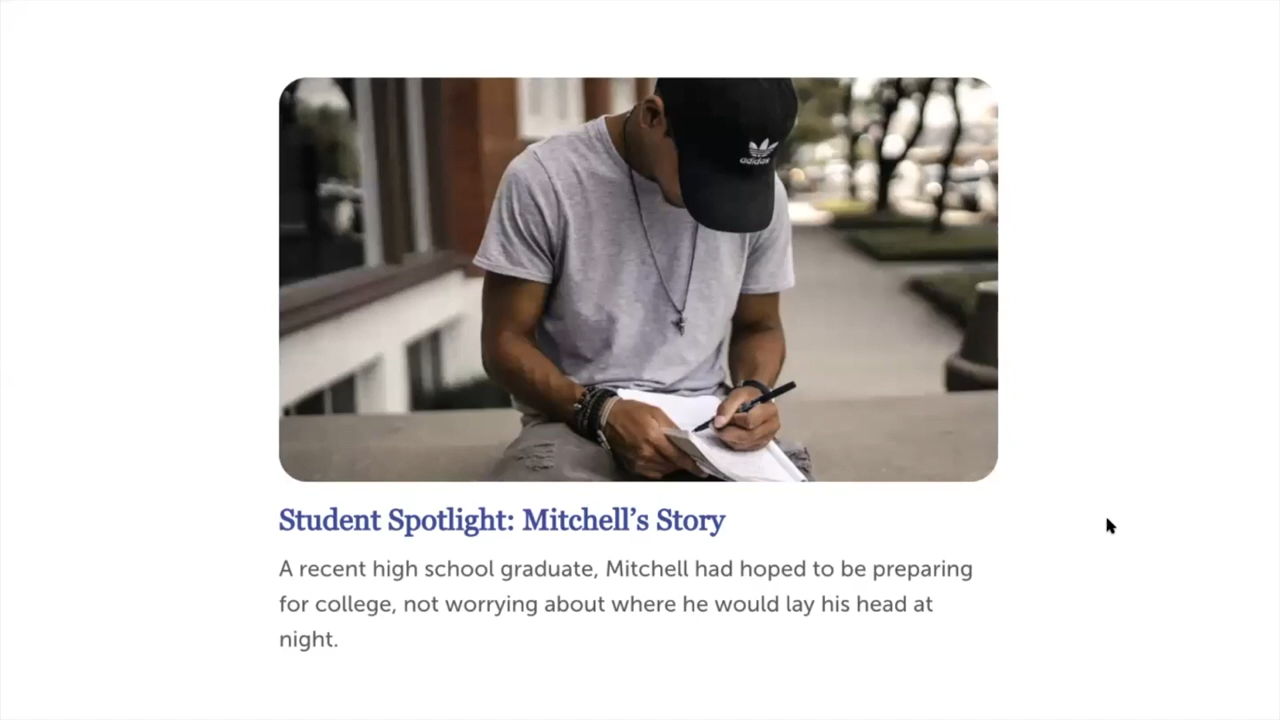 adidas
Student Spotlight: Mitchell’s Story
A recent high school graduate, Mitchell had hoped to be preparing
for college, not worrying about where he would lay his head at
night.